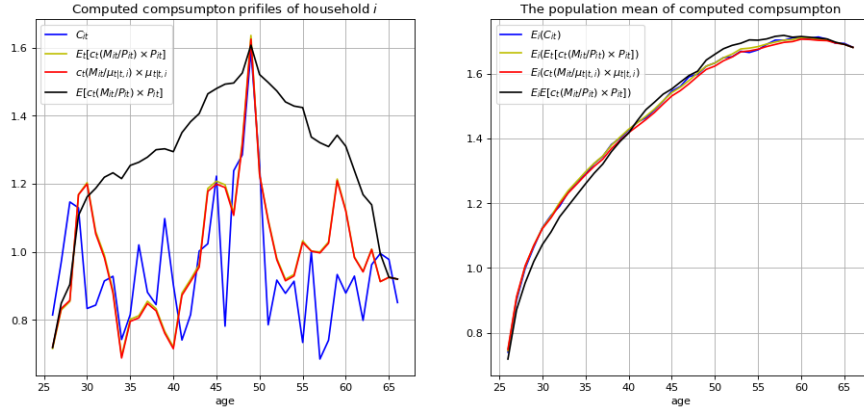 Computed compsumpton prifiles of household i
1.6
1.4
1.2
1.0
0.8
C_it
E_t[c_t(M_it/P_it) × P_it]
c_t(M_it/μ_t|t, i) × μ_t|t, i
E[c_t(M_it/P_it) × P_it]
25 30 35 40 45 50 55 60 65
age
The population mean of computed compsumpton
1.6
1.4
1.2
1.0
0.8
E_i(C_it)
E_i(E_t[c_t(M_it/P_it) × P_it])
E_i(c_t(M_it/μ_t|t, i) × μ_t|t, i)
E_iE[c_t(M_it/P_it) × P_it])
25 30 35 40 45 50 55 60 65
age